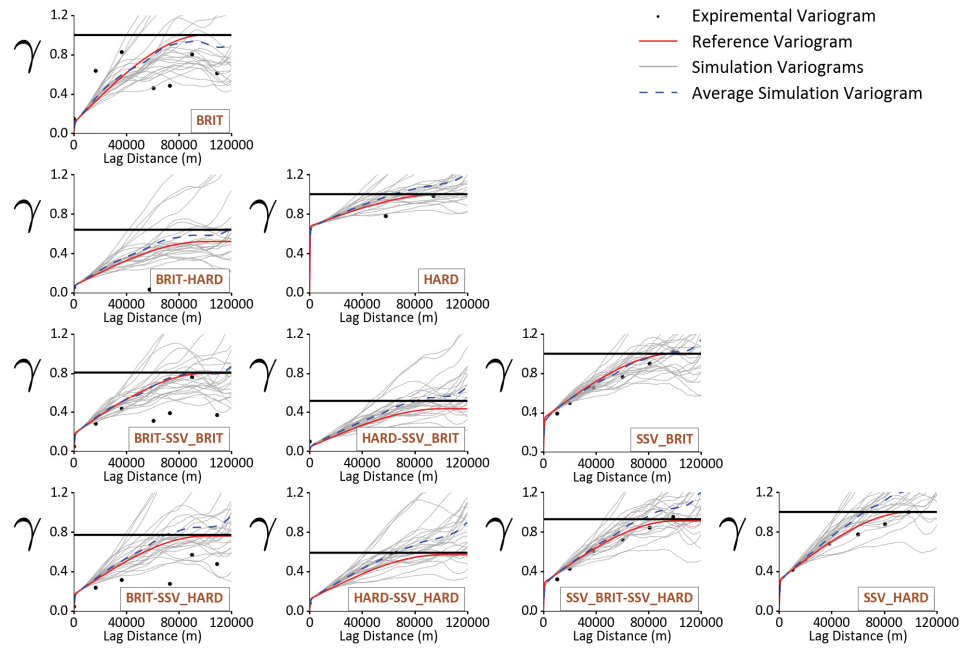 Expiremental Variogram
Reference Variogram
Simulation Variograms
Average Simulation Variogram
1.2
γ
0.8
0.4
BRIT
0.0
0 40000 80000 120000
Lag Distance (m)
1.2 1.2
γ γ
0.8 0.8
0.4 0.4
BRIT-HARD HARD
0.0 0.0
0 40000 80000 120000 0 40000 80000 120000
Lag Distance (m) Lag Distance (m)
1.2 1.2 1.2
γ γ γ
0.8 0.8 0.8
0.4 0.4 0.4
BRIT-SSV_BRIT HARD-SSV_BRIT SSV_BRIT
0.0 0.0 0.0
0 40000 80000 120000 0 40000 80000 120000 0 40000 80000 120000
Lag Distance (m) Lag Distance (m) Lag Distance (m)
1.2 1.2 1.2 1.2
γ γ γ γ
0.8 0.8 0.8 0.8
0.4 0.4 0.4 0.4
BRIT-SSV_HARD HARD-SSV_HARD SSV_BRIT-SSV_HARD SSV_HARD
0.0 0.0 0.0 0.0
0 40000 80000 120000 0 40000 80000 120000 0 40000 80000 120000 0 40000 80000 120000
Lag Distance (m) Lag Distance (m) Lag Distance (m) Lag Distance (m)